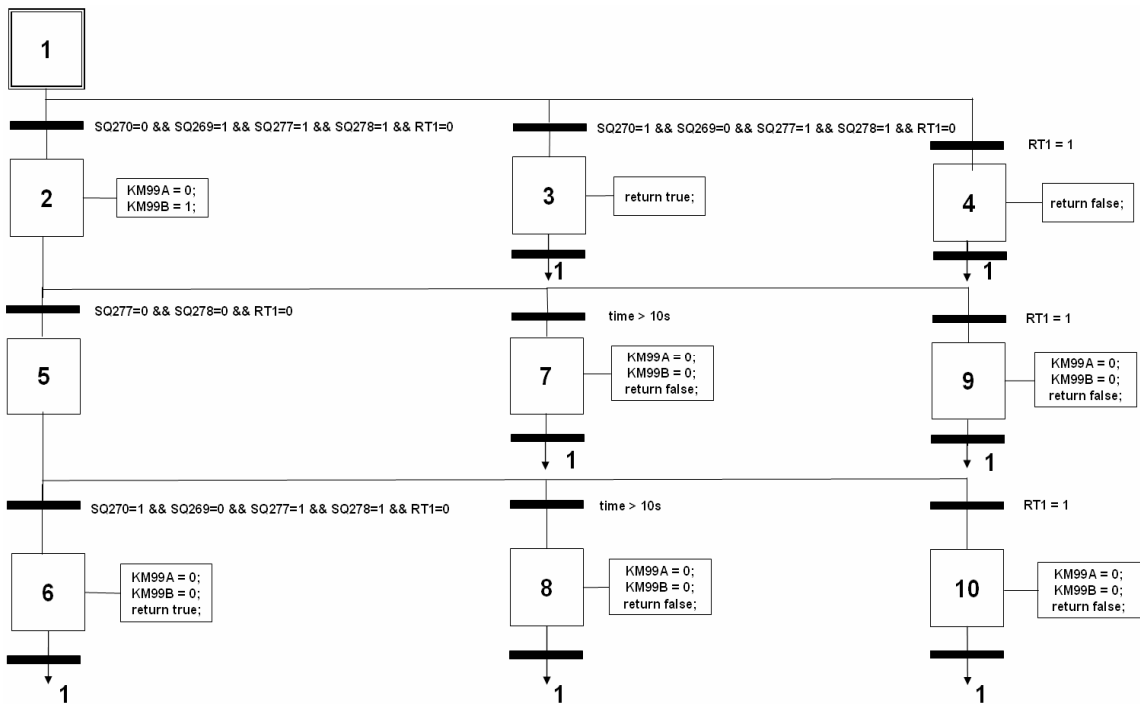 1
SQ270=0 && SQ269=1 && SQ277=1 && SQ278=1 && RT1=0
SQ270=1 && SQ269=0 && SQ277=1 && SQ278=1 && RT1=0
RT1 = 1
2
KM99A = 0;
KM99B = 1;
3
return true;
4
return false;
1
1
SQ277=0 && SQ278=0 && RT1=0
time > 10s
RT1 = 1
5
7
KM99A = 0;
KM99B = 0;
return false;
9
KM99A = 0;
KM99B = 0;
return false;
1
1
SQ270=1 && SQ269=0 && SQ277=1 && SQ278=1 && RT1=0
time > 10s
RT1 = 1
6
KM99A = 0;
KM99B = 0;
return true;
8
KM99A = 0;
KM99B = 0;
return false;
10
KM99A = 0;
KM99B = 0;
return false;
1
1
1